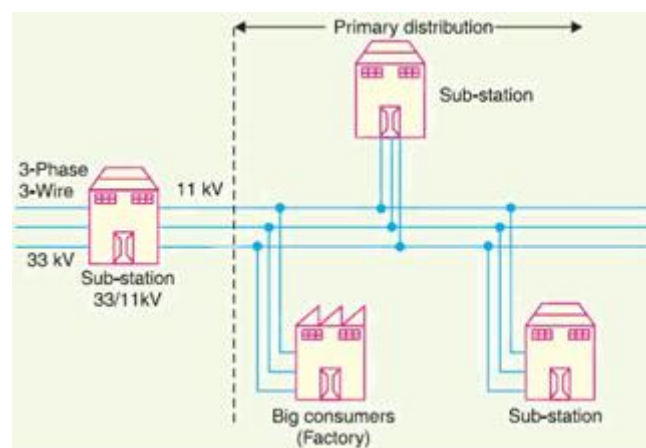 Primary distribution
Sub-station
3-Phase
3-Wire
11 kV
33 kV
Sub-station
33/11kV
Big consumers
(Factory)
Sub-station